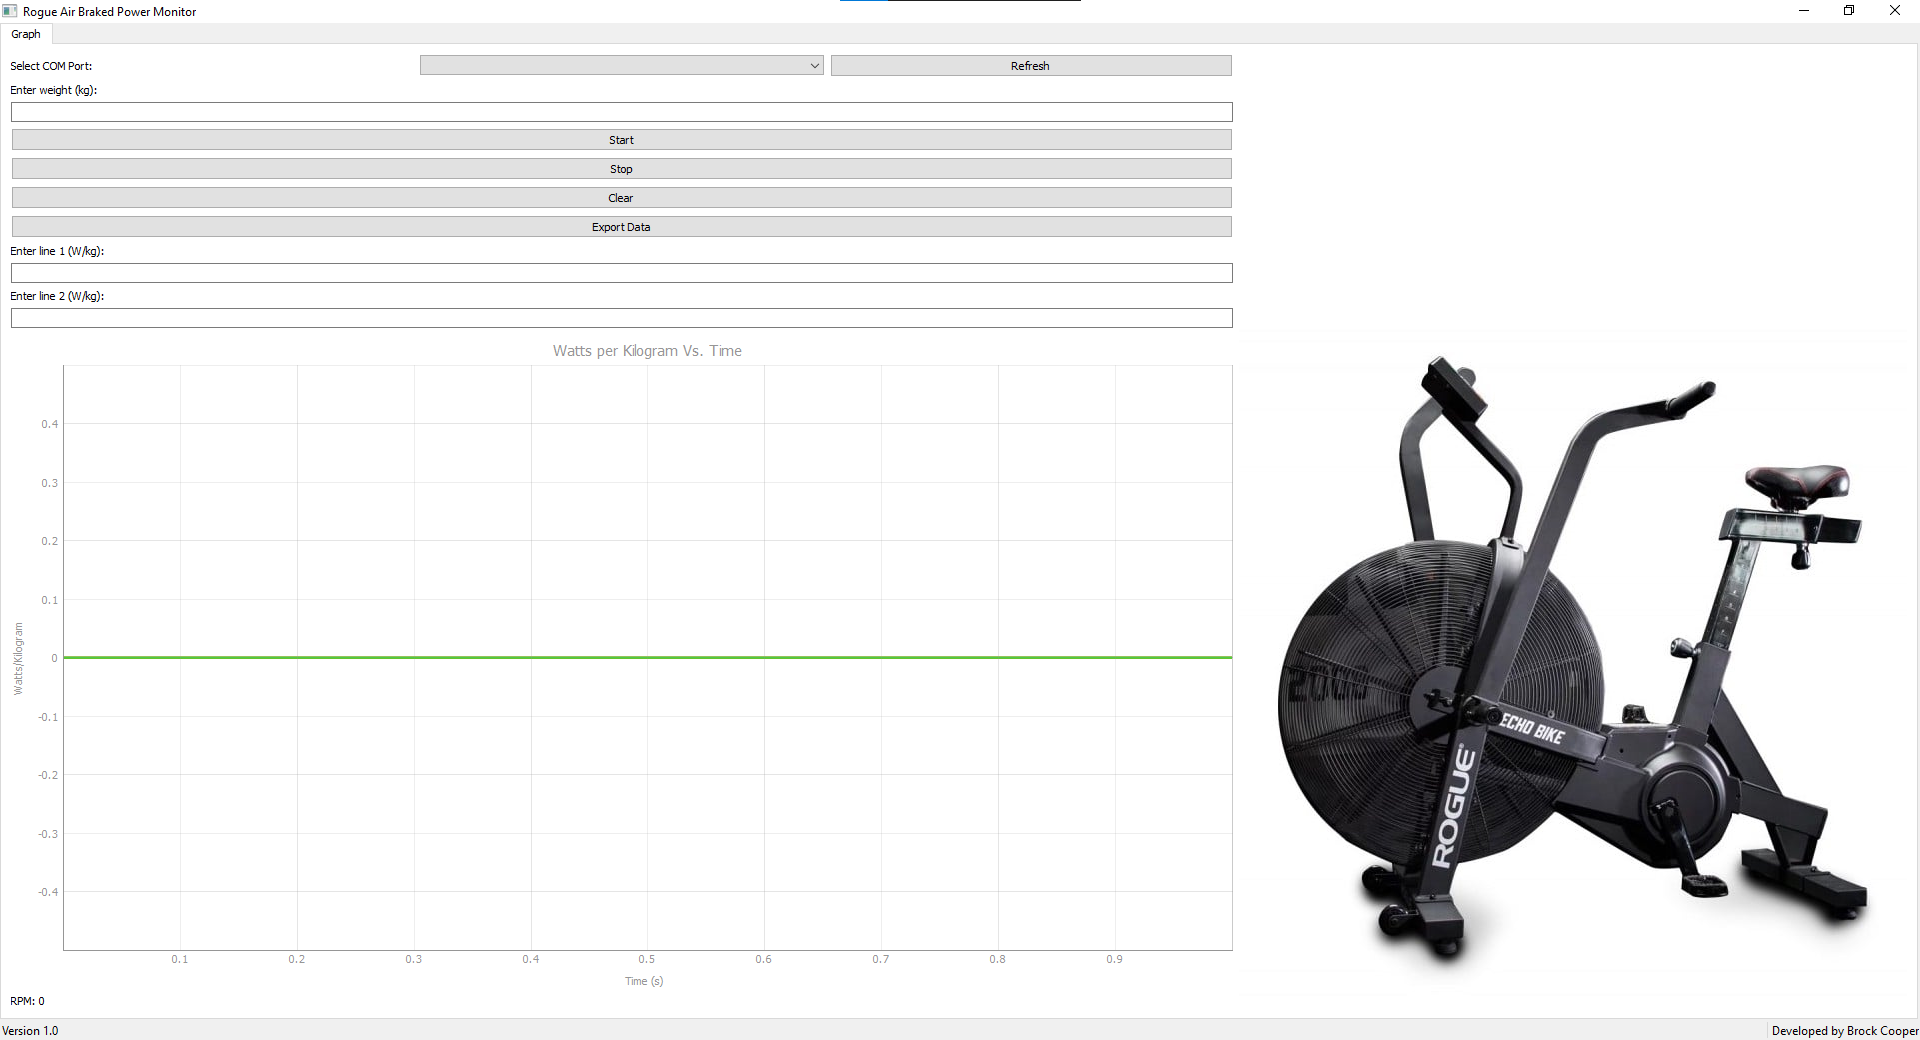 Rogue Air Braked Power Monitor
Graph
Select COM Port:
Refresh
Enter weight (kg):
Start
Stop
Clear
Export Data
Enter line 1 (W/kg):
Enter line 2 (W/kg):
Watts per Kilogram Vs. Time
0.4
0.3
0.2
0.1
0
-0.1
-0.2
-0.3
-0.4
Watts/Kilogram
0.1 0.2 0.3 0.4 0.5 0.6 0.7 0.8 0.9
Time (s)
ECHO BIKE
ROGUE®
RPM: 0
Version 1.0
Developed by Brock Cooper